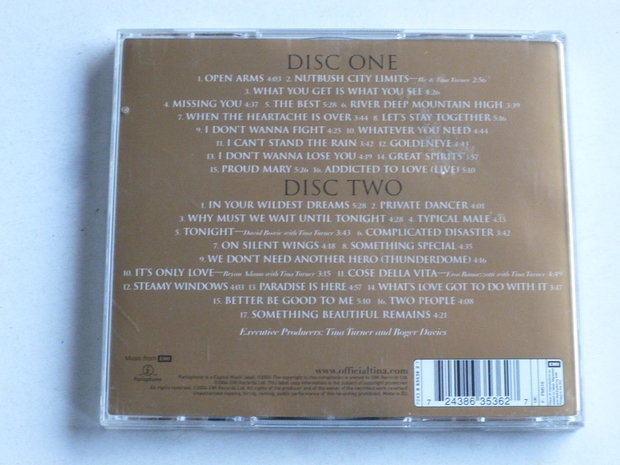 DISC ONE
1. OPEN ARMS 4:03 2. NUTBUSH CITY LIMITS—Ike & Tina Turner 2:56
3. WHAT YOU GET IS WHAT YOU SEE 4:26
4. MISSING YOU 4:37 5. THE BEST 5:28 6. RIVER DEEP MOUNTAIN HIGH 3:39
7. WHEN THE HEARTACHE IS OVER 3:44 8. LET'S STAY TOGETHER 5:16
9. I DON'T WANNA FIGHT 4:25 10. WHATEVER YOU NEED 4:44
11. I CAN'T STAND THE RAIN 3:42 12. GOLDENEYE 4:41
13. I DON'T WANNA LOSE YOU 4:19 14. GREAT SPIRITS 3:57
15. PROUD MARY 5:26 16. ADDICTED TO LOVE (LIVE) 5:10
DISC TWO
1. IN YOUR WILDEST DREAMS 5:28 2. PRIVATE DANCER 4:01
3. WHY MUST WE WAIT UNTIL TONIGHT 4:28 4. TYPICAL MALE
5. TONIGHT—David Bowie with Tina Turner 3:43 6. COMPLICATED DISASTER 3:42
7. ON SILENT WINGS 4:18 8. SOMETHING SPECIAL 4:35
9. WE DON'T NEED ANOTHER HERO (THUNDERDOME) 4:16
10. IT'S ONLY LOVE—Bryan Adams with Tina Turner 3:15 11. COSE DELLA VITA—Eros Ramazzotti with Tina Turner 4:49
12. STEAMY WINDOWS 4:03 13. PARADISE IS HERE 4:57 14. WHAT'S LOVE GOT TO DO WITH IT 3:47
15. BETTER BE GOOD TO ME 5:10 16. TWO PEOPLE 4:08
17. SOMETHING BEAUTIFUL REMAINS 4:21
Executive Producers: Tina Turner and Roger Davies
Music from EMI
Parlophone
www.officialtina.com
EMI
7 24386 35362 7